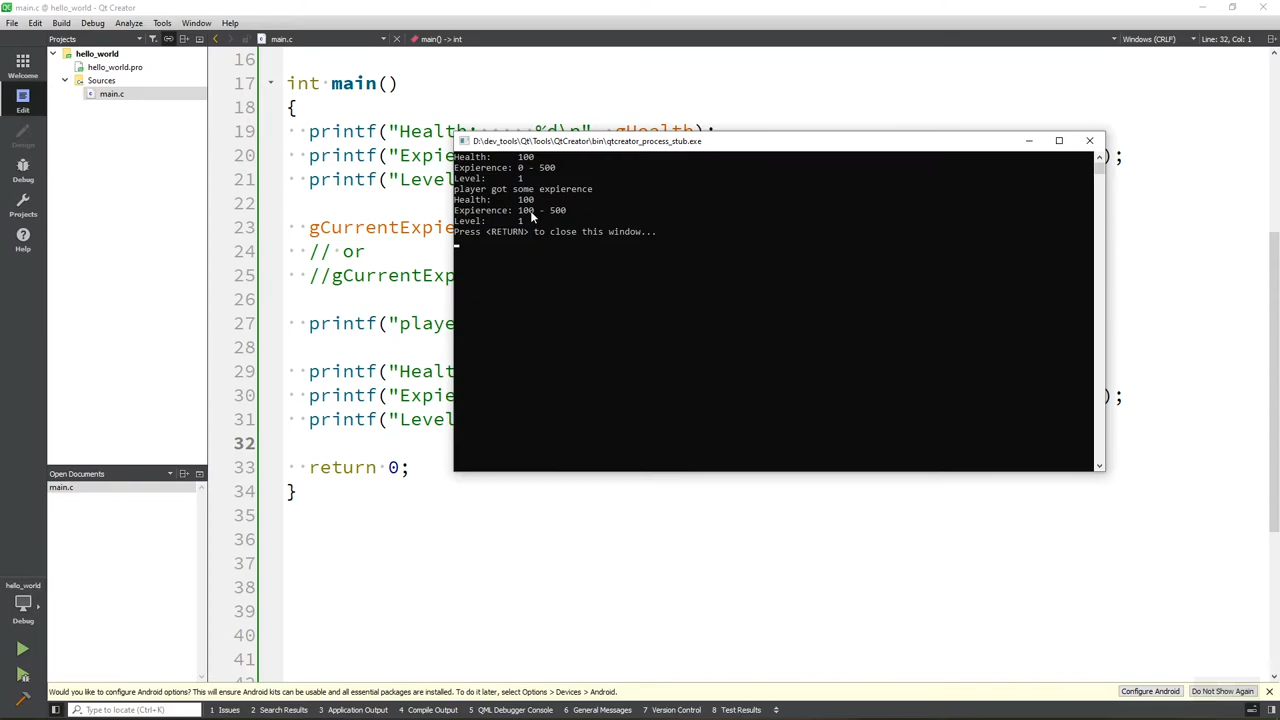 main.c @ hello_world - Qt Creator
File Edit Build Debug Analyze Tools Window Help
Projects main.c main() -> int Windows (CRLF) Line: 32, Col: 1
hello_world
hello_world.pro
Sources
main.c
Welcome
Edit
Design
Debug
Projects
Help
16
17 int main()
18 {
19 printf("Health: %d\n", gHealth);
20 printf("Expie );
21 printf("Level
22
23 gCurrentExpie
24 // or
25 //gCurrentExp
26
27 printf("playe
28
29 printf("Healt
30 printf("Expie );
31 printf("Level
32
33 return 0;
34 }
35
36
37
38
39
40
41
D:\dev_tools\Qt\Tools\QtCreator\bin\qtcreator_process_stub.exe
Health: 100
Expierence: 0 - 500
Level: 1
player got some expierence
Health: 100
Expierence: 100 - 500
Level: 1
Press <RETURN> to close this window...
Open Documents
main.c
hello_world
Debug
Would you like to configure Android options? This will ensure Android kits can be usable and all essential packages are installed. To do it later, select Options > Devices > Android. Configure Android Do Not Show Again
Type to locate (Ctrl+K) 1 Issues 2 Search Results 3 Application Output 4 Compile Output 5 QML Debugger Console 6 General Messages 7 Version Control 8 Test Results